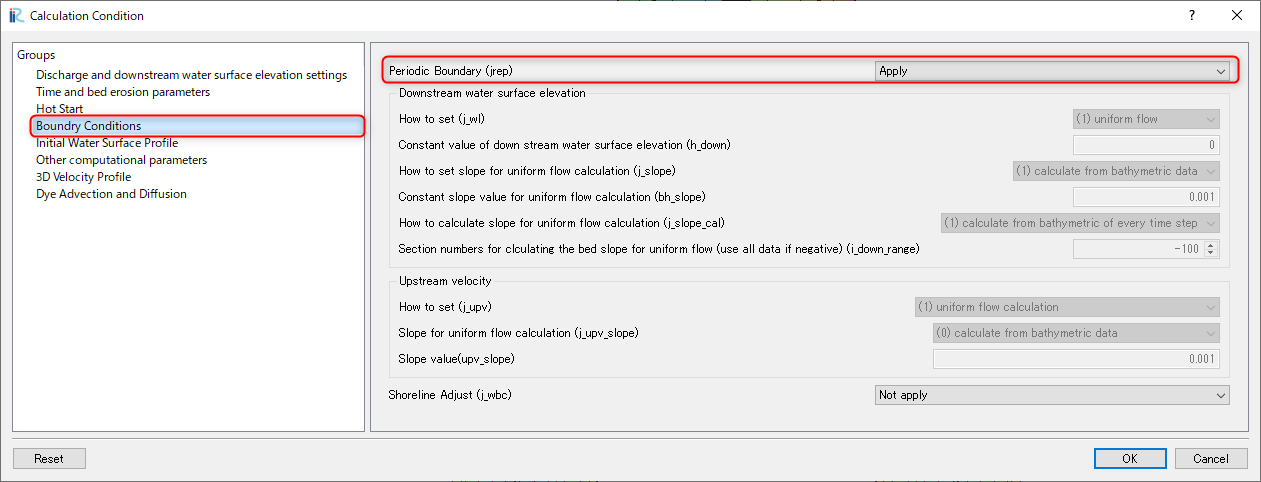 Calculation Condition
?
Groups
Discharge and downstream water surface elevation settings
Time and bed erosion parameters
Hot Start
Boundry Conditions
Initial Water Surface Profile
Other computational parameters
3D Velocity Profile
Dye Advection and Diffusion
Periodic Boundary (jrep) Apply
Downstream water surface elevation
How to set (j_wl) (1) uniform flow
Constant value of down stream water surface elevation (h_down) 0
How to set slope for uniform flow calculation (j_slope) (1) calculate from bathymetric data
Constant slope value for uniform flow calculation (bh_slope) 0.001
How to calculate slope for uniform flow calculation (j_slope_cal) (1) calculate from bathymetric of every time step
Section numbers for clculating the bed slope for uniform flow (use all data if negative) (i_down_range) -100
Upstream velocity
How to set (j_upv) (1) uniform flow calculation
Slope for uniform flow calculation (j_upv_slope) (0) calculate from bathymetric data
Slope value(upv_slope) 0.001
Shoreline Adjust (j_wbc) Not apply
Reset OK Cancel